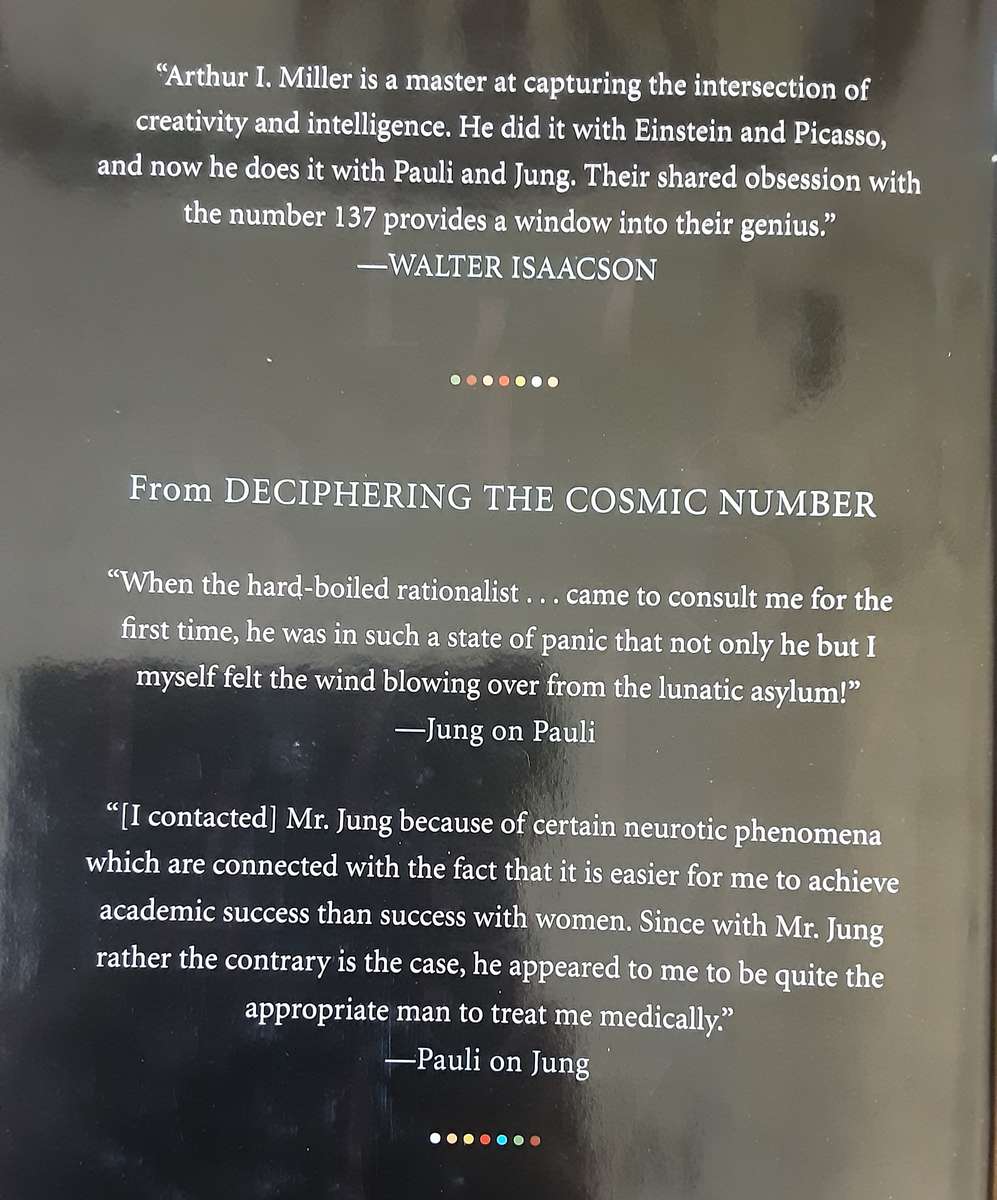 “Arthur I. Miller is a master at capturing the intersection of
creativity and intelligence. He did it with Einstein and Picasso,
and now he does it with Pauli and Jung. Their shared obsession with
the number 137 provides a window into their genius.”
—WALTER ISAACSON
From DECIPHERING THE COSMIC NUMBER
“When the hard-boiled rationalist . . . came to consult me for the
first time, he was in such a state of panic that not only he but I
myself felt the wind blowing over from the lunatic asylum!”
—Jung on Pauli
“[I contacted] Mr. Jung because of certain neurotic phenomena
which are connected with the fact that it is easier for me to achieve
academic success than success with women. Since with Mr. Jung
rather the contrary is the case, he appeared to me to be quite the
appropriate man to treat me medically.”
—Pauli on Jung